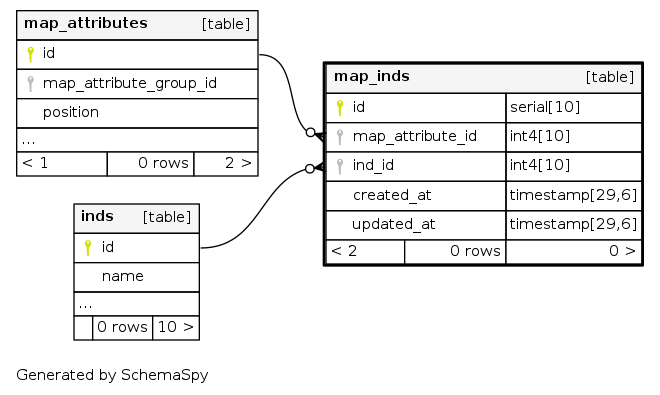 map_attributes [table]
id
map_attribute_group_id
position
...
< 1 0 rows 2 >
map_inds [table]
id serial[10]
map_attribute_id int4[10]
ind_id int4[10]
created_at timestamp[29,6]
updated_at timestamp[29,6]
< 2 0 rows 0 >
inds [table]
id
name
...
0 rows 10 >
Generated by SchemaSpy